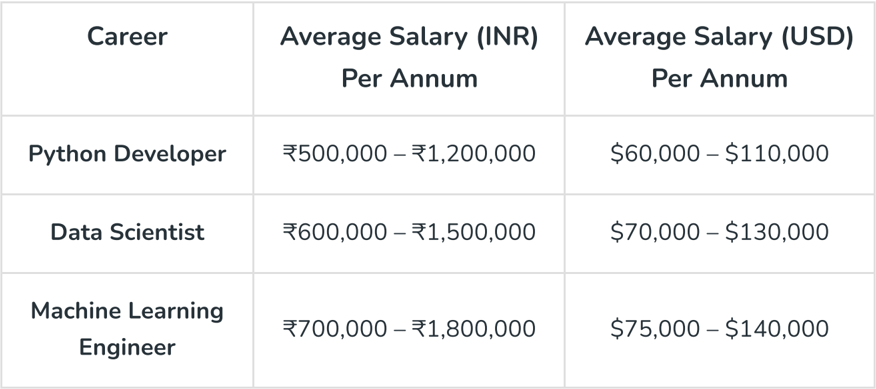 Career
Average Salary (INR)
Per Annum
Average Salary (USD)
Per Annum
Python Developer
₹500,000 – ₹1,200,000
$60,000 – $110,000
Data Scientist
₹600,000 – ₹1,500,000
$70,000 – $130,000
Machine Learning
Engineer
₹700,000 – ₹1,800,000
$75,000 – $140,000